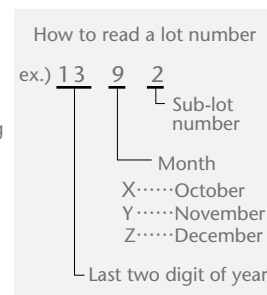 How to read a lot number
ex.) 13 9 2
Sub-lot
number
Month
X······October
Y······November
Z······December
Last two digit of year
g